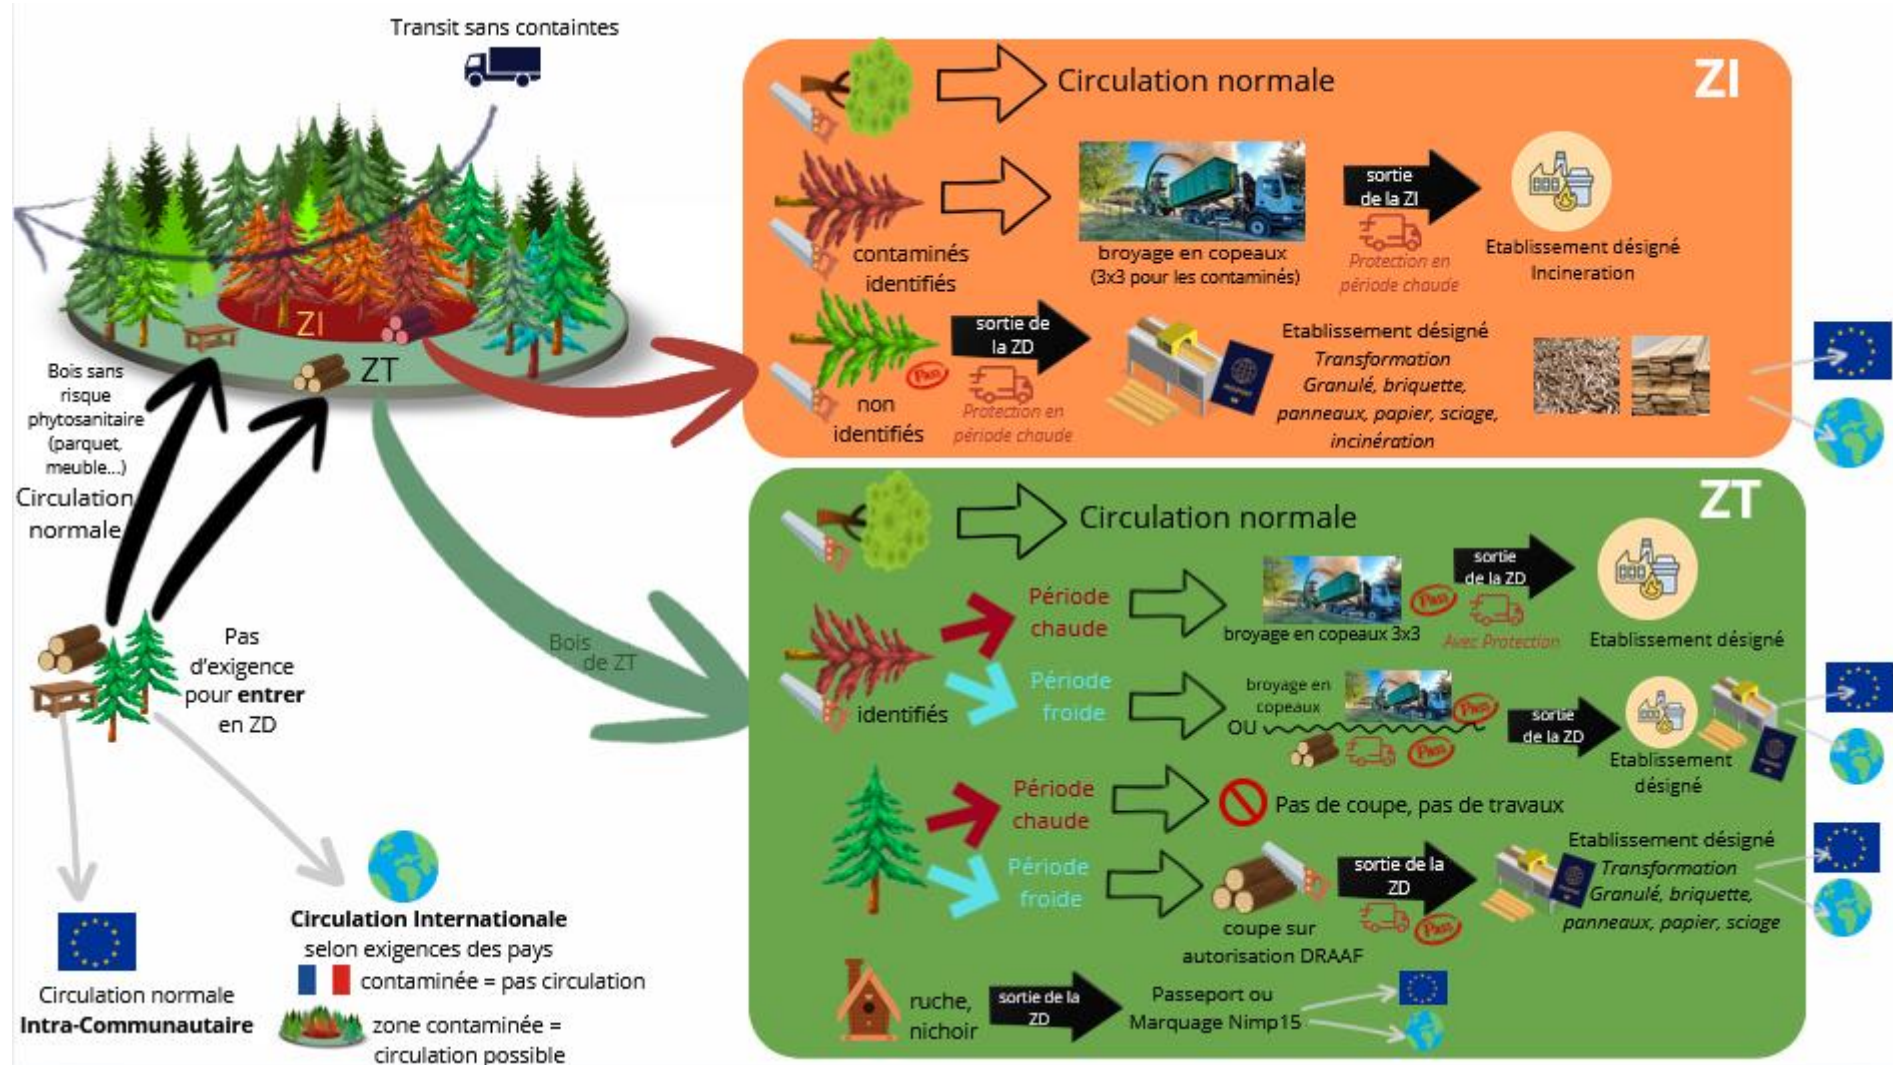 Transit sans containtes
ZI
ZT
Bois sans
risque
phytosanitaire
(parquet,
meuble...)
Circulation
normale
Pas
d'exigence
pour entrer
en ZD
Bois
de ZT
Circulation normale
Intra-Communautaire
Circulation Internationale
selon exigences des pays
contaminée = pas circulation
zone contaminée =
circulation possible
ZI
Circulation normale
contaminés
identifiés
broyage en copeaux
(3x3 pour les contaminés)
sortie
de la ZI
Protection en
période chaude
Etablissement désigné
Incineration
non
identifiés
Pass
sortie de
la ZD
Protection en
période chaude
Etablissement désigné
Transformation
Granulé, briquette,
panneaux, papier, sciage,
incinération
ZT
Circulation normale
identifiés
Période
chaude
broyage en copeaux 3x3
Pass
sortie
de la ZD
Avec Protection
Etablissement désigné
Période
froide
broyage en
copeaux
Pass
OU
Pass
sortie
de la ZD
Etablissement
désigné
Période
chaude
Pas de coupe, pas de travaux
Période
froide
coupe sur
autorisation DRAAF
sortie de la
ZD
Pass
Etablissement désigné
Transformation
Granulé, briquette,
panneaux, papier, sciage
ruche,
nichoir
sortie de la
ZD
Passeport ou
Marquage Nimp15